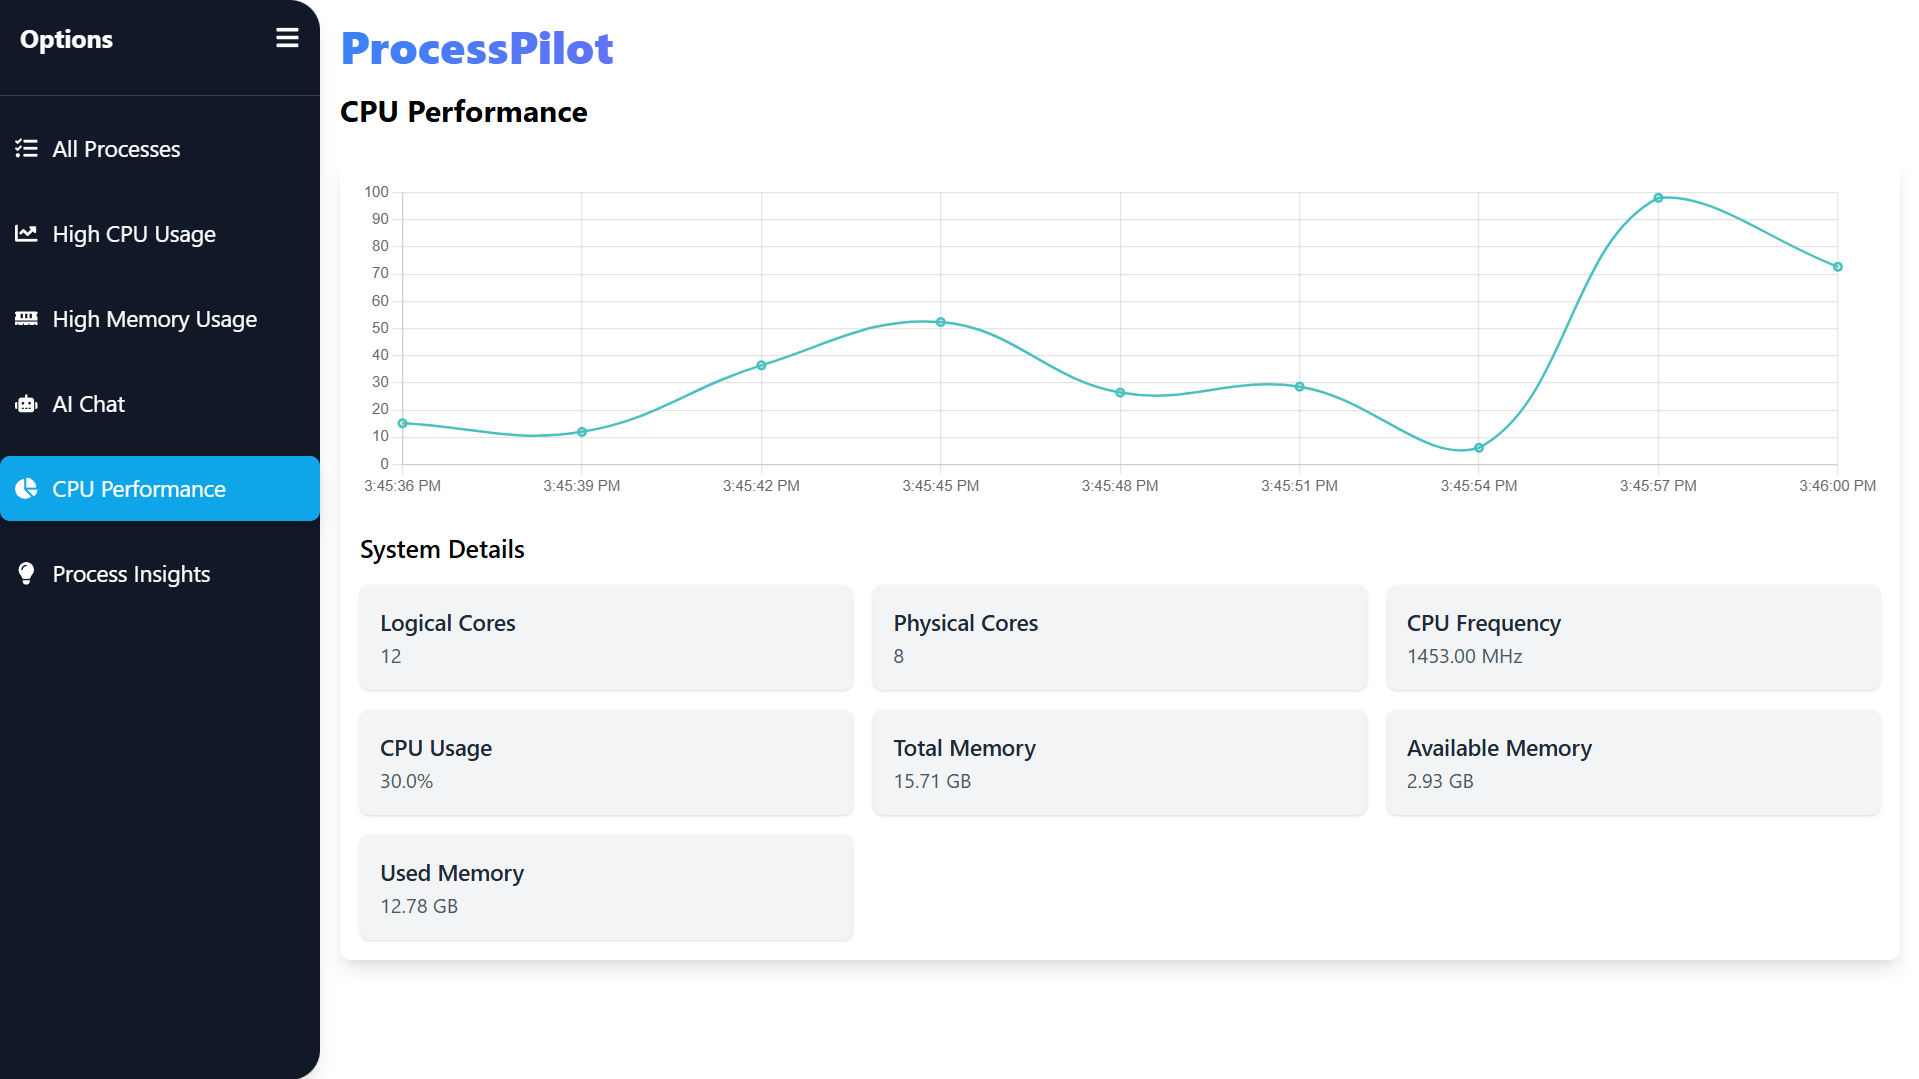 Options
All Processes
High CPU Usage
High Memory Usage
AI Chat
CPU Performance
Process Insights
ProcessPilot
CPU Performance
100
90
80
70
60
50
40
30
20
10
0
3:45:36 PM 3:45:39 PM 3:45:42 PM 3:45:45 PM 3:45:48 PM 3:45:51 PM 3:45:54 PM 3:45:57 PM 3:46:00 PM
System Details
Logical Cores
12
Physical Cores
8
CPU Frequency
1453.00 MHz
CPU Usage
30.0%
Total Memory
15.71 GB
Available Memory
2.93 GB
Used Memory
12.78 GB